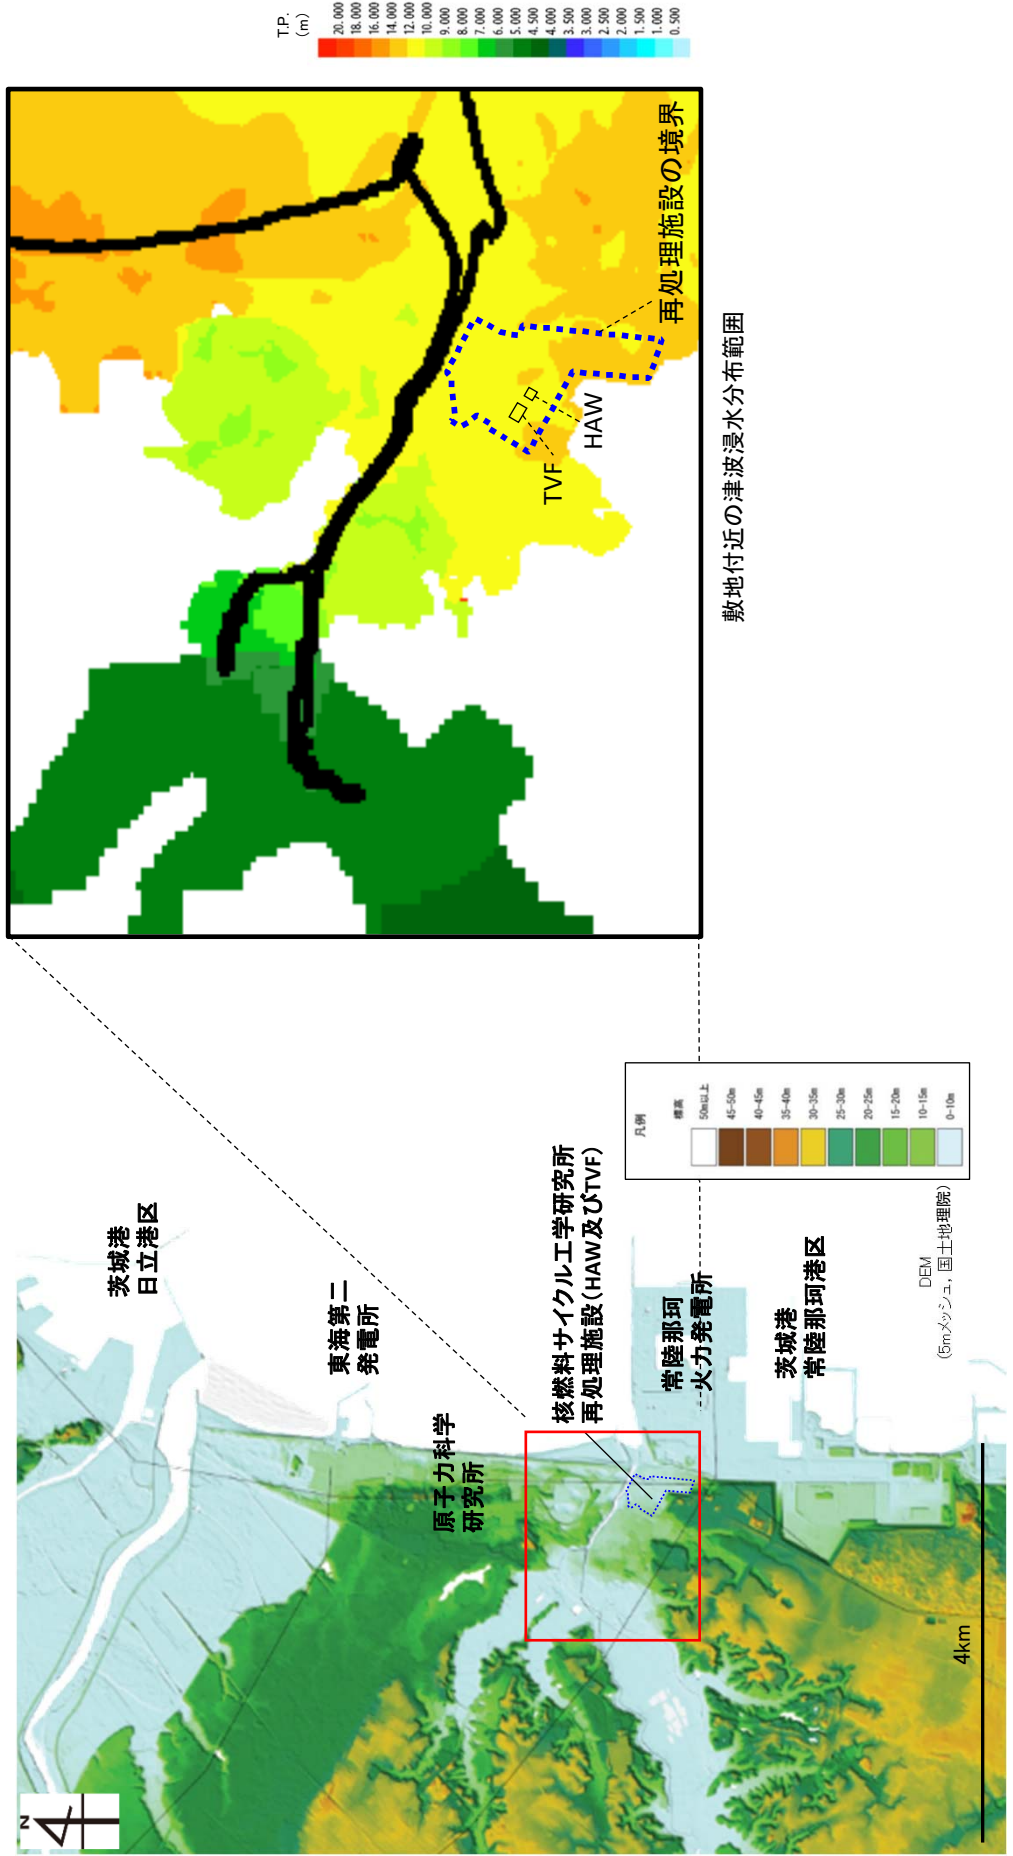 N
茨城港
日立港区
東海第二
発電所
原子力科学
研究所
核燃料サイクル工学研究所
再処理施設(HAW及びTVF)
常陸那珂
火力発電所
茨城港
常陸那珂港区
4km
凡例
標高
50m以上
45-50m
40-45m
35-40m
30-35m
25-30m
20-25m
15-20m
10-15m
0-10m
DEM
(5mメッシュ, 国土地理院)
T.P.
(m)
20.000
18.000
16.000
14.000
12.000
10.000
9.000
8.000
7.000
6.000
5.000
4.500
4.000
3.500
3.000
2.500
2.000
1.500
1.000
0.500
TVF
HAW
再処理施設の境界
敷地付近の津波浸水分布範囲